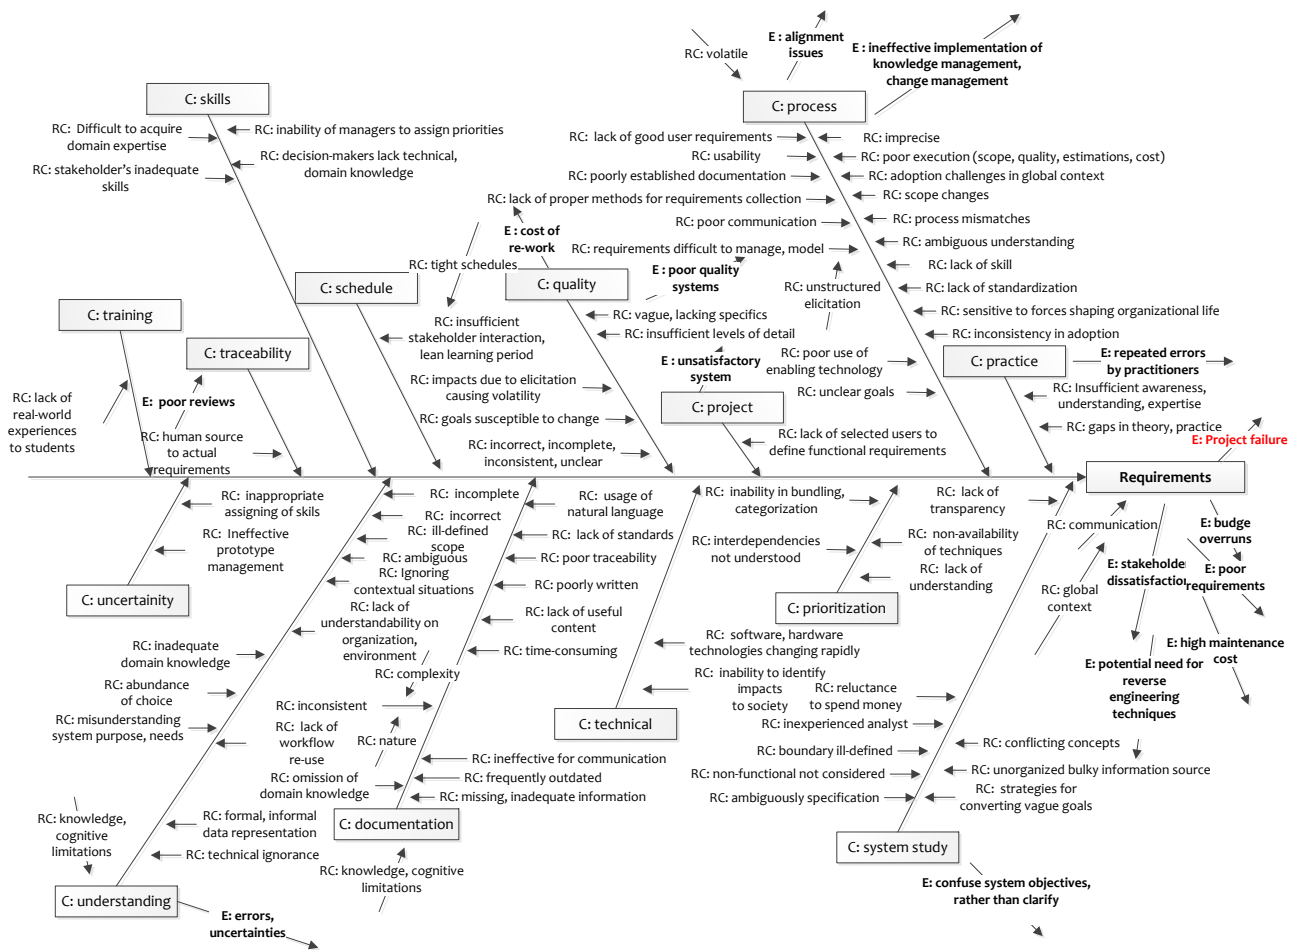 RC: volatile
E : alignment
issues
E : ineffective implementation of
knowledge management,
change management
C: skills
C: process
RC: Difficult to acquire
domain expertise
RC: inability of managers to assign priorities
RC: stakeholder's inadequate
skills
RC: decision-makers lack technical,
domain knowledge
RC: lack of good user requirements
RC: imprecise
RC: usability
RC: poor execution (scope, quality, estimations, cost)
RC: poorly established documentation
RC: adoption challenges in global context
RC: lack of proper methods for requirements collection
RC: scope changes
RC: poor communication
RC: process mismatches
E : cost of
re-work
RC: requirements difficult to manage, model
RC: ambiguous understanding
RC: tight schedules
E : poor quality
systems
RC: lack of skill
C: schedule
C: quality
RC: unstructured
elicitation
RC: lack of standardization
C: training
RC: insufficient
stakeholder interaction,
lean learning period
RC: vague, lacking specifics
RC: insufficient levels of detail
RC: sensitive to forces shaping organizational life
RC: inconsistency in adoption
C: traceability
E : unsatisfactory
system
RC: poor use of
enabling technology
C: practice
E: repeated errors
by practitioners
RC: lack of
real-world
experiences
to students
E: poor reviews
RC: impacts due to elicitation
causing volatility
RC: goals susceptible to change
C: project
RC: unclear goals
RC: Insufficient awareness,
understanding, expertise
RC: human source
to actual
requirements
RC: incorrect, incomplete,
inconsistent, unclear
RC: lack of selected users to
define functional requirements
RC: gaps in theory, practice
E: Project failure
Requirements
RC: inappropriate
assigning of skils
RC: incomplete
RC: usage of
natural language
RC: inability in bundling,
categorization
RC: lack of
transparency
RC: incorrect
RC: communication
E: budget
overruns
RC: Ineffective
prototype
management
RC: ill-defined
scope
RC: lack of standards
RC: interdependencies
not understood
RC: non-availability
of techniques
RC: ambiguous
RC: poor traceability
E: stakeholde
dissatisfaction
E: poor
requirements
RC: Ignoring
contextual situations
RC: poorly written
RC: lack of
understanding
RC: global
context
C: uncertainity
C: prioritization
RC: lack of
understandability on
organization,
environment
RC: lack of useful
content
RC: inadequate
domain knowledge
RC: time-consuming
RC: software, hardware
technologies changing rapidly
E: high maintenance
cost
RC: complexity
RC: inability to identify
impacts
to society
E: potential need for
reverse
engineering
techniques
RC: abundance
of choice
RC: inconsistent
RC: reluctance
to spend money
RC: misunderstanding
system purpose, needs
RC: lack of
workflow
re-use
RC: nature
C: technical
RC: inexperienced analyst
RC: ineffective for communication
RC: boundary ill-defined
RC: conflicting concepts
RC: omission of
domain knowledge
RC: frequently outdated
RC: non-functional not considered
RC: unorganized bulky information source
RC: missing, inadequate information
RC: ambiguously specification
RC: strategies for
converting vague goals
RC: knowledge,
cognitive
limitations
RC: formal, informal
data representation
C: documentation
RC: technical ignorance
C: system study
RC: knowledge, cognitive
limitations
E: confuse system objectives,
rather than clarify
C: understanding
E: errors,
uncertainties